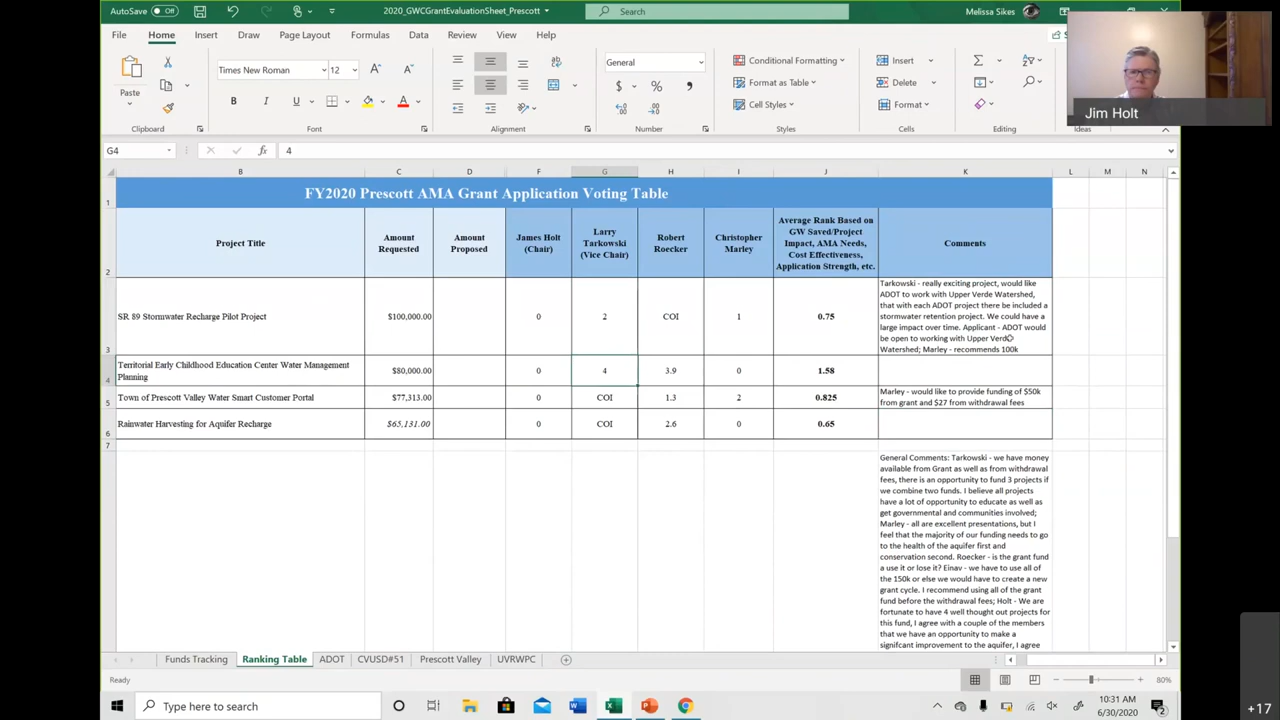 AutoSave Off 2020_GWCGrantEvaluationSheet_Prescott Search Melissa Sikes
File Home Insert Draw Page Layout Formulas Data Review View Help
Paste
Times New Roman 12
General
Conditional Formatting
Format as Table
Cell Styles
Insert
Delete
Format
Clipboard Font Alignment Number Styles Cells Editing Ideas
Jim Holt
G4 fx 4
B C D F G H I J K L M N
1 FY2020 Prescott AMA Grant Application Voting Table
2
Project Title
Amount
Requested
Amount
Proposed
James Holt
(Chair)
Larry
Tarkowski
(Vice Chair)
Robert
Roecker
Christopher
Marley
Average Rank Based on
GW Saved/Project
Impact, AMA Needs,
Cost Effectiveness,
Application Strength, etc.
Comments
3 SR 89 Stormwater Recharge Pilot Project $100,000.00 0 2 COI 1 0.75
Tarkowski - really exciting project, would like
ADOT to work with Upper Verde Watershed,
that with each ADOT project there be included a
stormwater retention project. We could have a
large impact over time. Applicant - ADOT would
be open to working with Upper Verde
Watershed; Marley - recommends 100k
4 Territorial Early Childhood Education Center Water Management
Planning
$80,000.00 0 4 3.9 0 1.58
5 Town of Prescott Valley Water Smart Customer Portal $77,313.00 0 COI 1.3 2 0.825
Marley - would like to provide funding of $50k
from grant and $27 from withdrawal fees
6 Rainwater Harvesting for Aquifer Recharge $65,131.00 0 COI 2.6 0 0.65
7
General Comments: Tarkowski - we have money
available from Grant as well as from withdrawal
fees, there is an opportunity to fund 3 projects if
we combine two funds. I believe all projects
have a lot of opportunity to educate as well as
get governmental and communities involved;
Marley - all are excellent presentations, but I
feel that the majority of our funding needs to go
to the health of the aquifer first and
conservation second. Roecker - is the grant fund
a use it or lose it? Einav - we have to use all of
the 150k or else we would have to create a new
grant cycle. I recommend using all of the grant
fund before the withdrawal fees; Holt - We are
fortunate to have 4 well thought out projects for
this fund, I agree with a couple of the members
that we have an opportunity to make a
signifcant improvement to the aquifer, I agree
Funds Tracking Ranking Table ADOT CVUSD#51 Prescott Valley UVRWPC
Ready 80%
Type here to search
10:31 AM
6/30/2020
2
+17